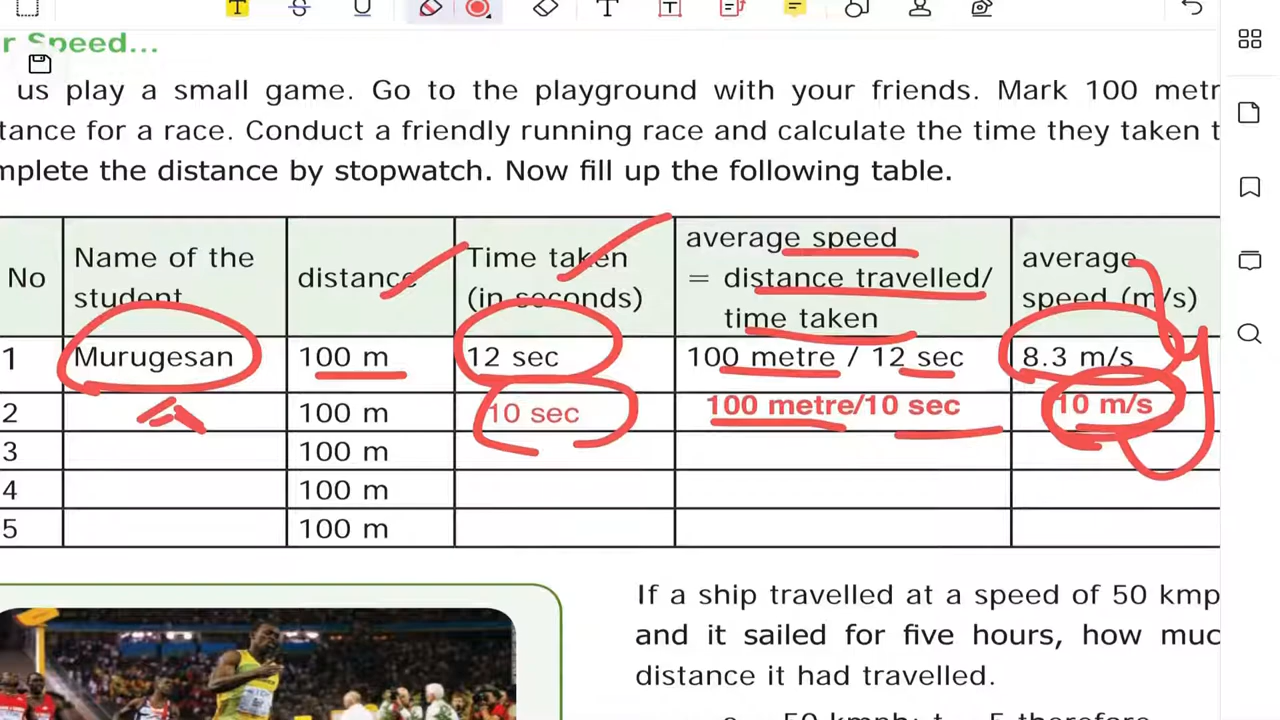 r Speed...
us play a small game. Go to the playground with your friends. Mark 100 metr
tance for a race. Conduct a friendly running race and calculate the time they taken t
mplete the distance by stopwatch. Now fill up the following table.
No | Name of the student | distance | Time taken (in seconds) | average speed = distance travelled/ time taken | average speed (m/s)
1 | Murugesan | 100 m | 12 sec | 100 metre / 12 sec | 8.3 m/s
2 | | 100 m | 10 sec | 100 metre/10 sec | 10 m/s
3 | | 100 m
4 | | 100 m
5 | | 100 m
If a ship travelled at a speed of 50 kmp
and it sailed for five hours, how muc
distance it had travelled.